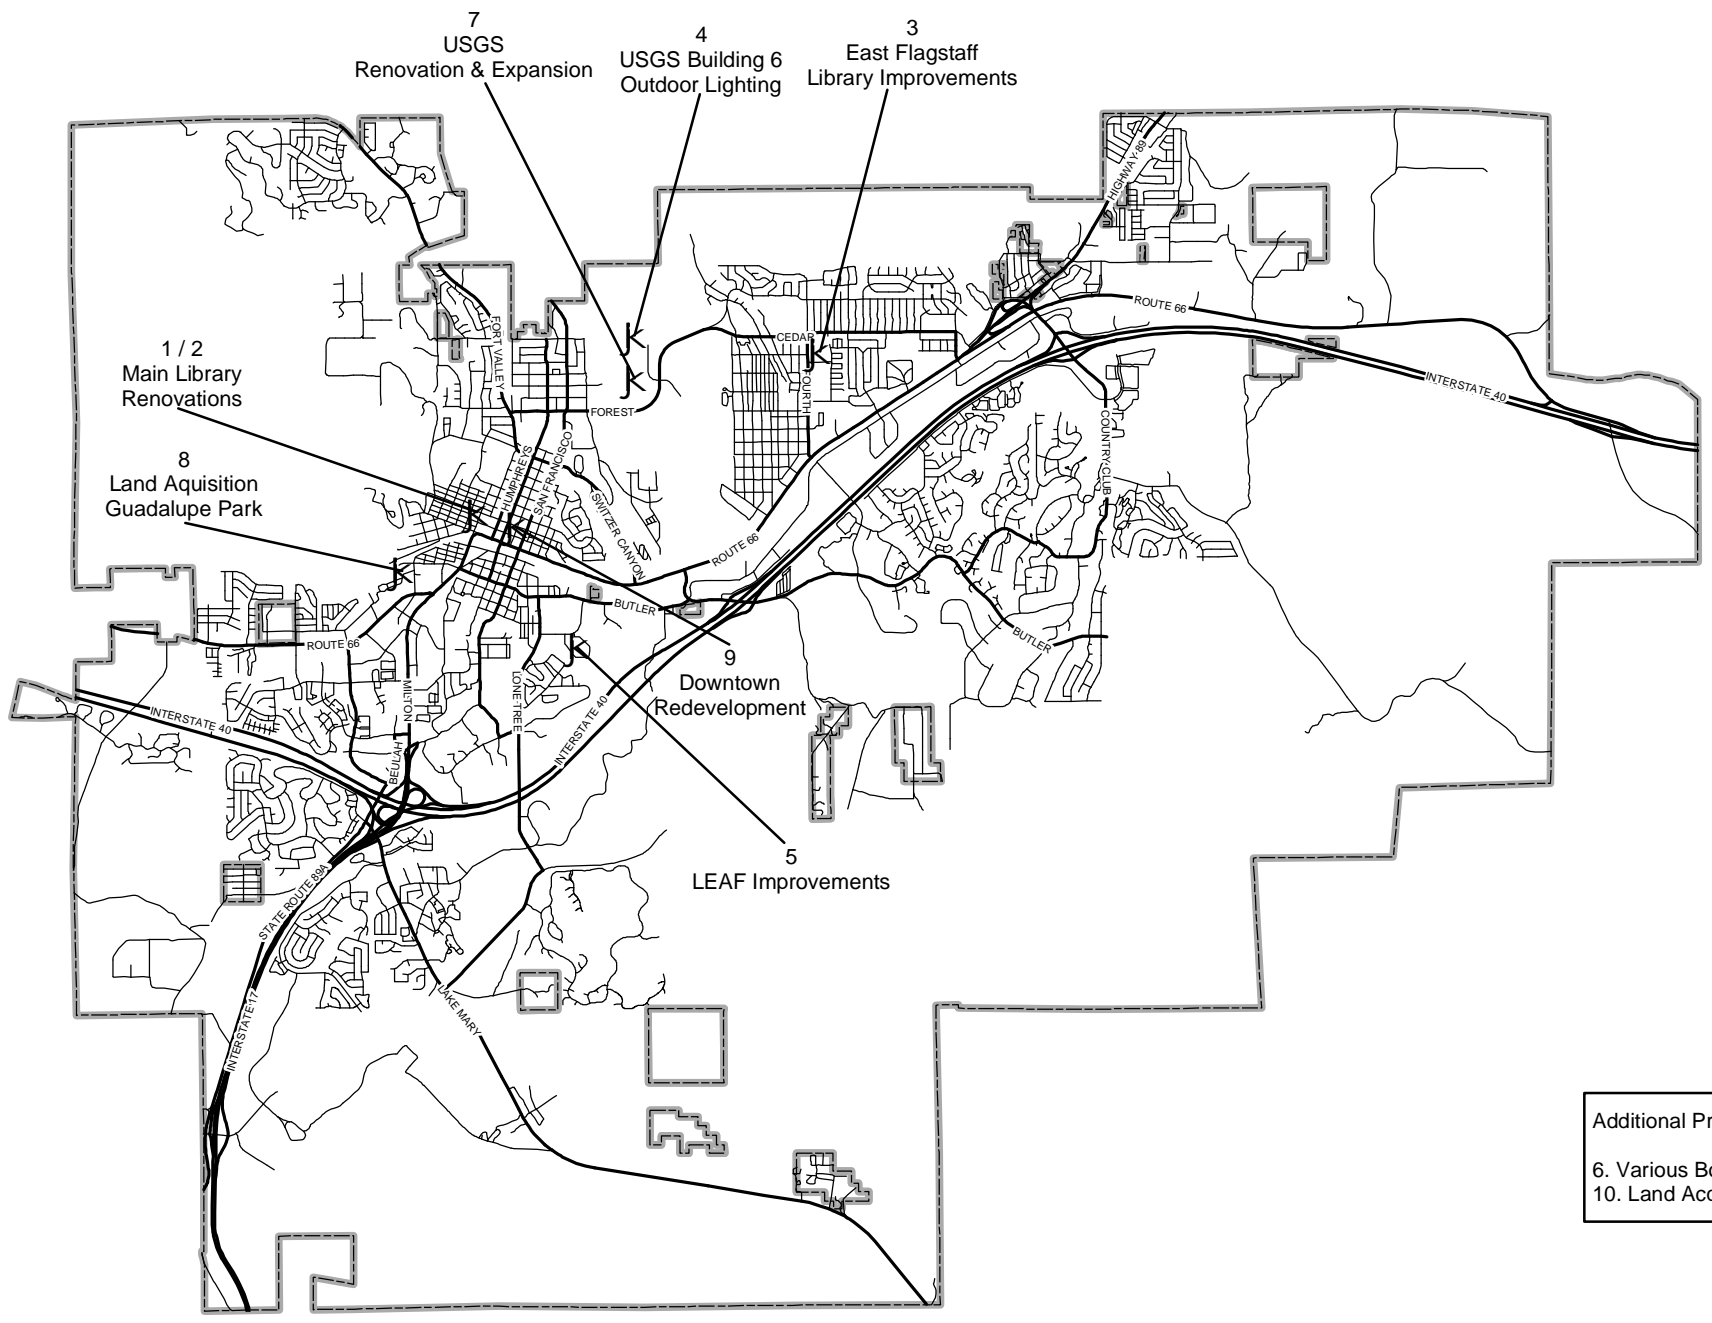 7
USGS
Renovation & Expansion
4
USGS Building 6
Outdoor Lighting
3
East Flagstaff
Library Improvements
HIGHWAY 89
ROUTE 66
INTERSTATE 40
CEDAR
FOURTH
FORT VALLEY
FOREST
COUNTRY CLUB
1 / 2
Main Library
Renovations
8
Land Aquisition
Guadalupe Park
HUMPHREYS
SAN FRANCISCO
SWITZER CANYON
ROUTE 66
BUTLER
BUTLER
ROUTE 66
9
Downtown
Redevelopment
MILTON
LONE TREE
INTERSTATE 40
INTERSTATE 40
BEULAH
5
LEAF Improvements
STATE ROUTE 89A
INTERSTATE 17
LAKE MARY
Additional
6. Various
10. Land